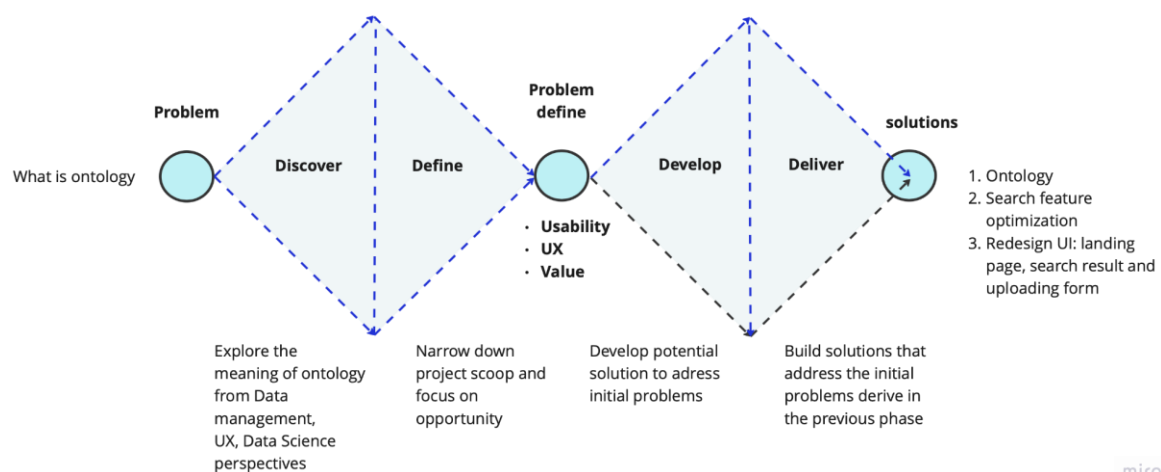 Problem
What is ontology
Discover
Define
Problem
define
· Usability
· UX
· Value
Develop
Deliver
solutions
1. Ontology
2. Search feature
optimization
3. Redesign UI: landing
page, search result and
uploading form
Explore the
meaning of ontology
from Data
management,
UX, Data Science
perspectives
Narrow down
project scoop and
focus on
opportunity
Develop potential
solution to adress
initial problems
Build solutions that
address the initial
problems derive in
the previous phase
miro